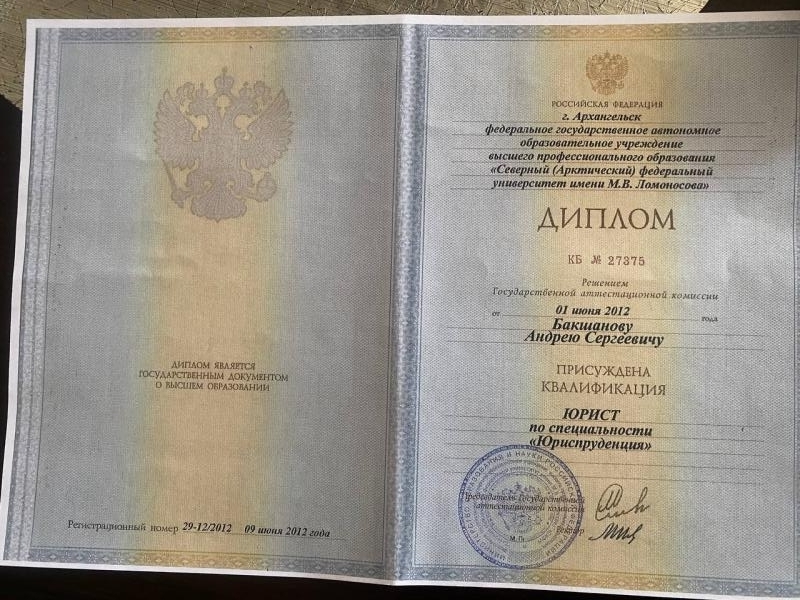 ДИПЛОМ ЯВЛЯЕТСЯ
ГОСУДАРСТВЕННЫМ ДОКУМЕНТОМ
О ВЫСШЕМ ОБРАЗОВАНИИ
Регистрационный номер 29-12/2012 09 июня 2012 года
РОССИЙСКАЯ ФЕДЕРАЦИЯ
г. Архангельск
федеральное государственное автономное
образовательное учреждение
высшего профессионального образования
«Северный (Арктический) федеральный
университет имени М.В. Ломоносова»
ДИПЛОМ
КБ № 27375
Решением
Государственной аттестационной комиссии
от 01 июня 2012 года
Бакшанову
Андрею Сергеевичу
ПРИСУЖДЕНА
КВАЛИФИКАЦИЯ
ЮРИСТ
по специальности
«Юриспруденция»
Председатель Государственной
аттестационной комиссии
Ректор
М.П.